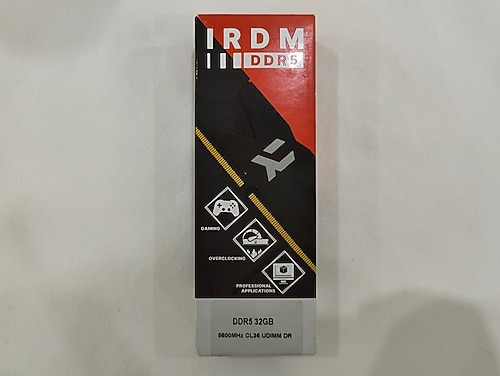 IRDM
DDR5
GAMING
OVERCLOCKING
PROFESSIONAL
APPLICATIONS
DDR5 32GB
5600MHz CL36 UDIMM DR